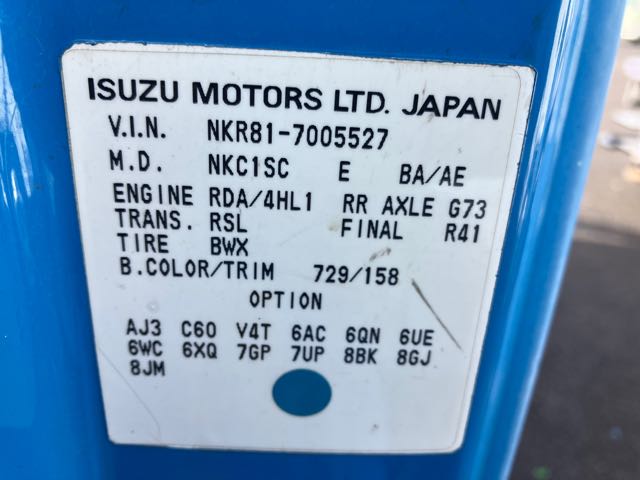 ISUZU MOTORS LTD. JAPAN
V.I.N. NKR81-7005527
M.D. NKC1SC E BA/AE
ENGINE RDA/4HL1 RR AXLE G73
TRANS. RSL FINAL R41
TIRE BWX
B.COLOR/TRIM 729/158
OPTION
AJ3 C60 V4T 6AC 6QN 6UE
6WC 6XQ 7GP 7UP 8BK 8GJ
8JM